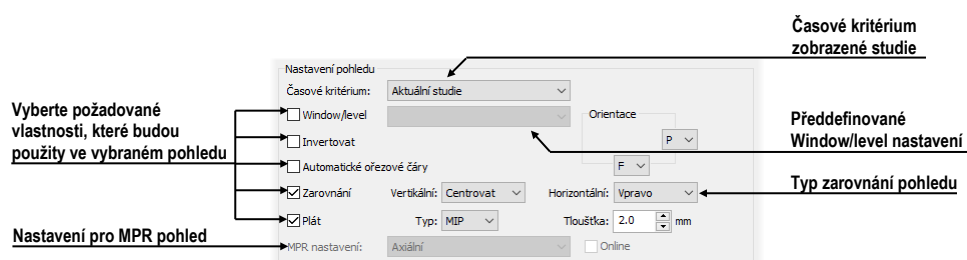 Časové kritérium
zobrazené studie
Nastavení pohledu
Časové kritérium: Aktuální studie
Vyberte požadované
vlastnosti, které budou
použity ve vybraném pohledu
Window/level
Orientace
Předdefinované
Window/level nastavení
Invertovat
P
Automatické ořezové čáry
F
Zarovnání Vertikální: Centrovat Horizontální: Vpravo
Typ zarovnání pohledu
Plát Typ: MIP Tloušťka: 2.0 mm
Nastavení pro MPR pohled
MPR nastavení: Axiální Online